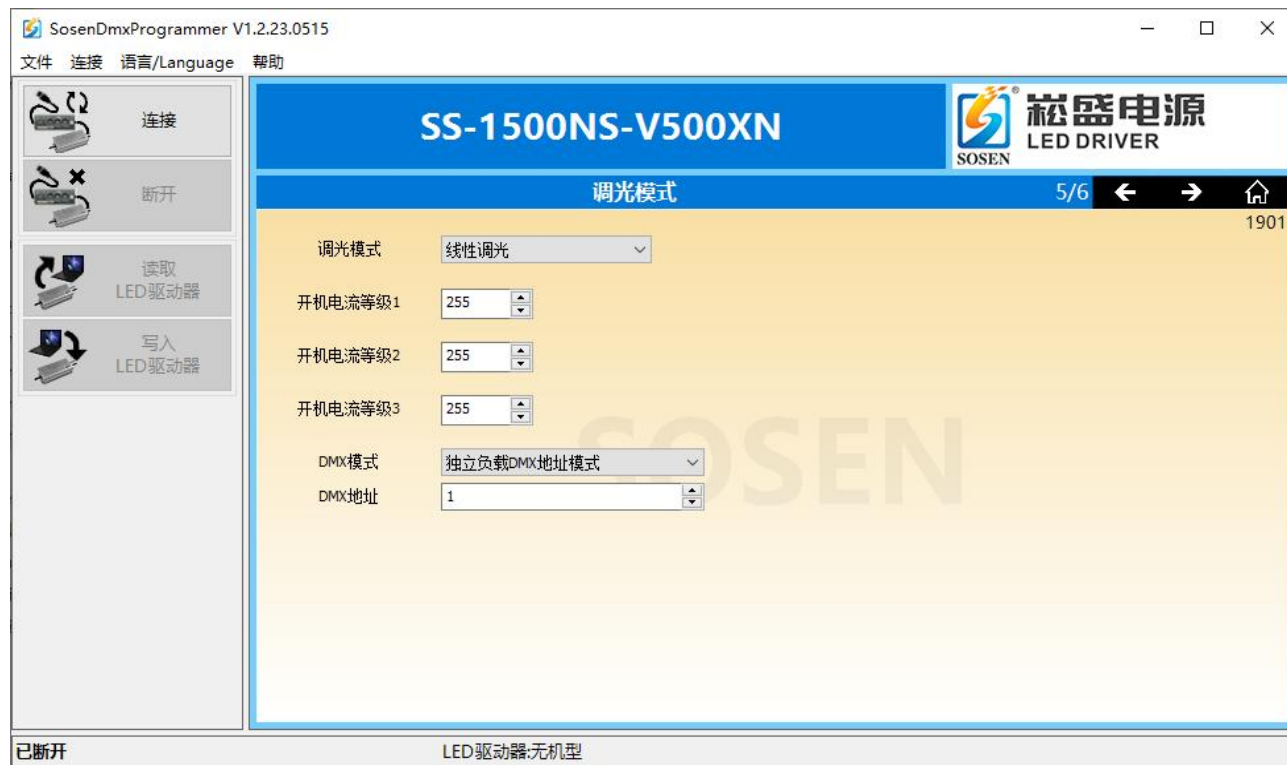 SosenDmxProgrammer V1.2.23.0515
文件 连接 语言/Language 帮助
连接
断开
读取
LED驱动器
写入
LED驱动器
SS-1500NS-V500XN
SOSEN
崧盛电源
LED DRIVER
调光模式 5/6
1901
调光模式 线性调光
开机电流等级1 255
开机电流等级2 255
开机电流等级3 255
DMX模式 独立负载DMX地址模式
DMX地址 1
SOSEN
已断开 LED驱动器:无机型